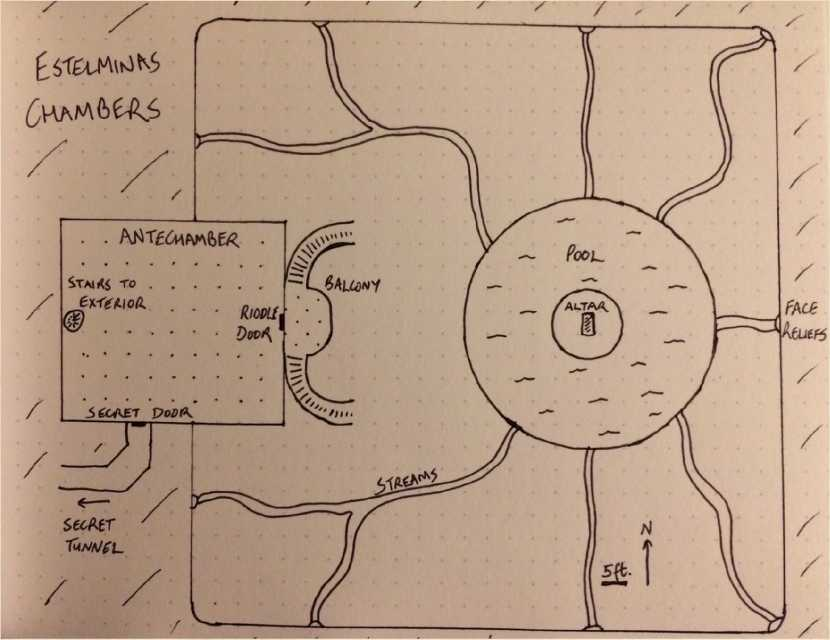 ESTELMINAS
CHAMBERS
ANTECHAMBER
STAIRS TO
EXTERIOR
RIDDLE
DOOR
BALCONY
SECRET DOOR
SECRET
TUNNEL
POOL
ALTAR
FACE
RELIEFS
STREAMS
N
5ft.